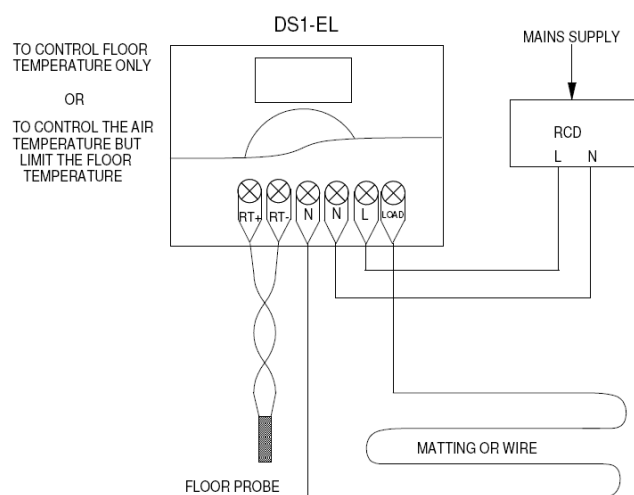 DS1-EL
TO CONTROL FLOOR
TEMPERATURE ONLY
OR
TO CONTROL THE AIR
TEMPERATURE BUT
LIMIT THE FLOOR
TEMPERATURE
MAINS SUPPLY
RCD
L N
RT+ RT- N N L LOAD
MATTING OR WIRE
FLOOR PROBE